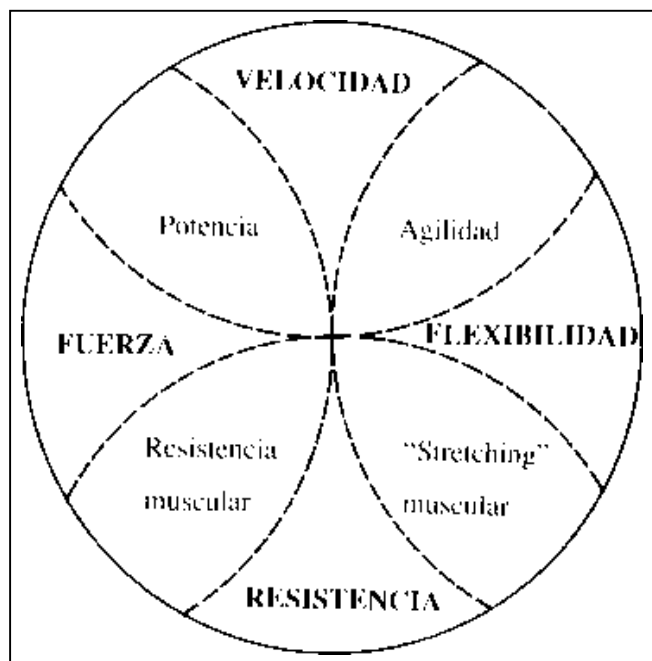 VELOCIDAD
Potencia
Agilidad
FUERZA
FLEXIBILIDAD
Resistencia
muscular
"Stretching"
muscular
RESISTENCIA